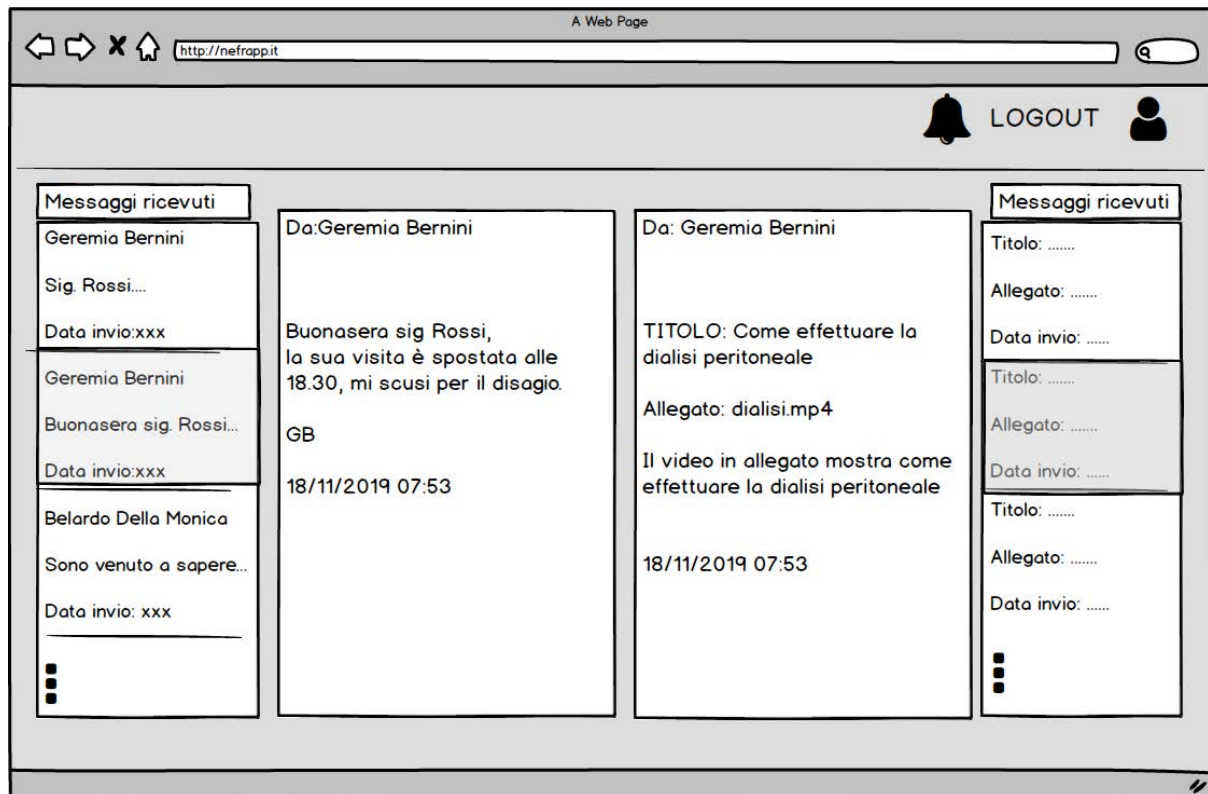 A Web Page
http://nefrapp.it
LOGOUT
Messaggi ricevuti
Geremia Bernini
Sig. Rossi....
Data invio:xxx
Geremia Bernini
Buonasera sig. Rossi...
Data invio:xxx
Belardo Della Monica
Sono venuto a sapere...
Data invio: xxx
Da:Geremia Bernini
Buonasera sig Rossi,
la sua visita è spostata alle
18.30, mi scusi per il disagio.
GB
18/11/2019 07:53
Da: Geremia Bernini
TITOLO: Come effettuare la
dialisi peritoneale
Allegato: dialisi.mp4
Il video in allegato mostra come
effettuare la dialisi peritoneale
18/11/2019 07:53
Messaggi ricevuti
Titolo: .......
Allegato: .......
Data invio: ......
Titolo: .......
Allegato: .......
Data invio: ......
Titolo: .......
Allegato: .......
Data invio: ......